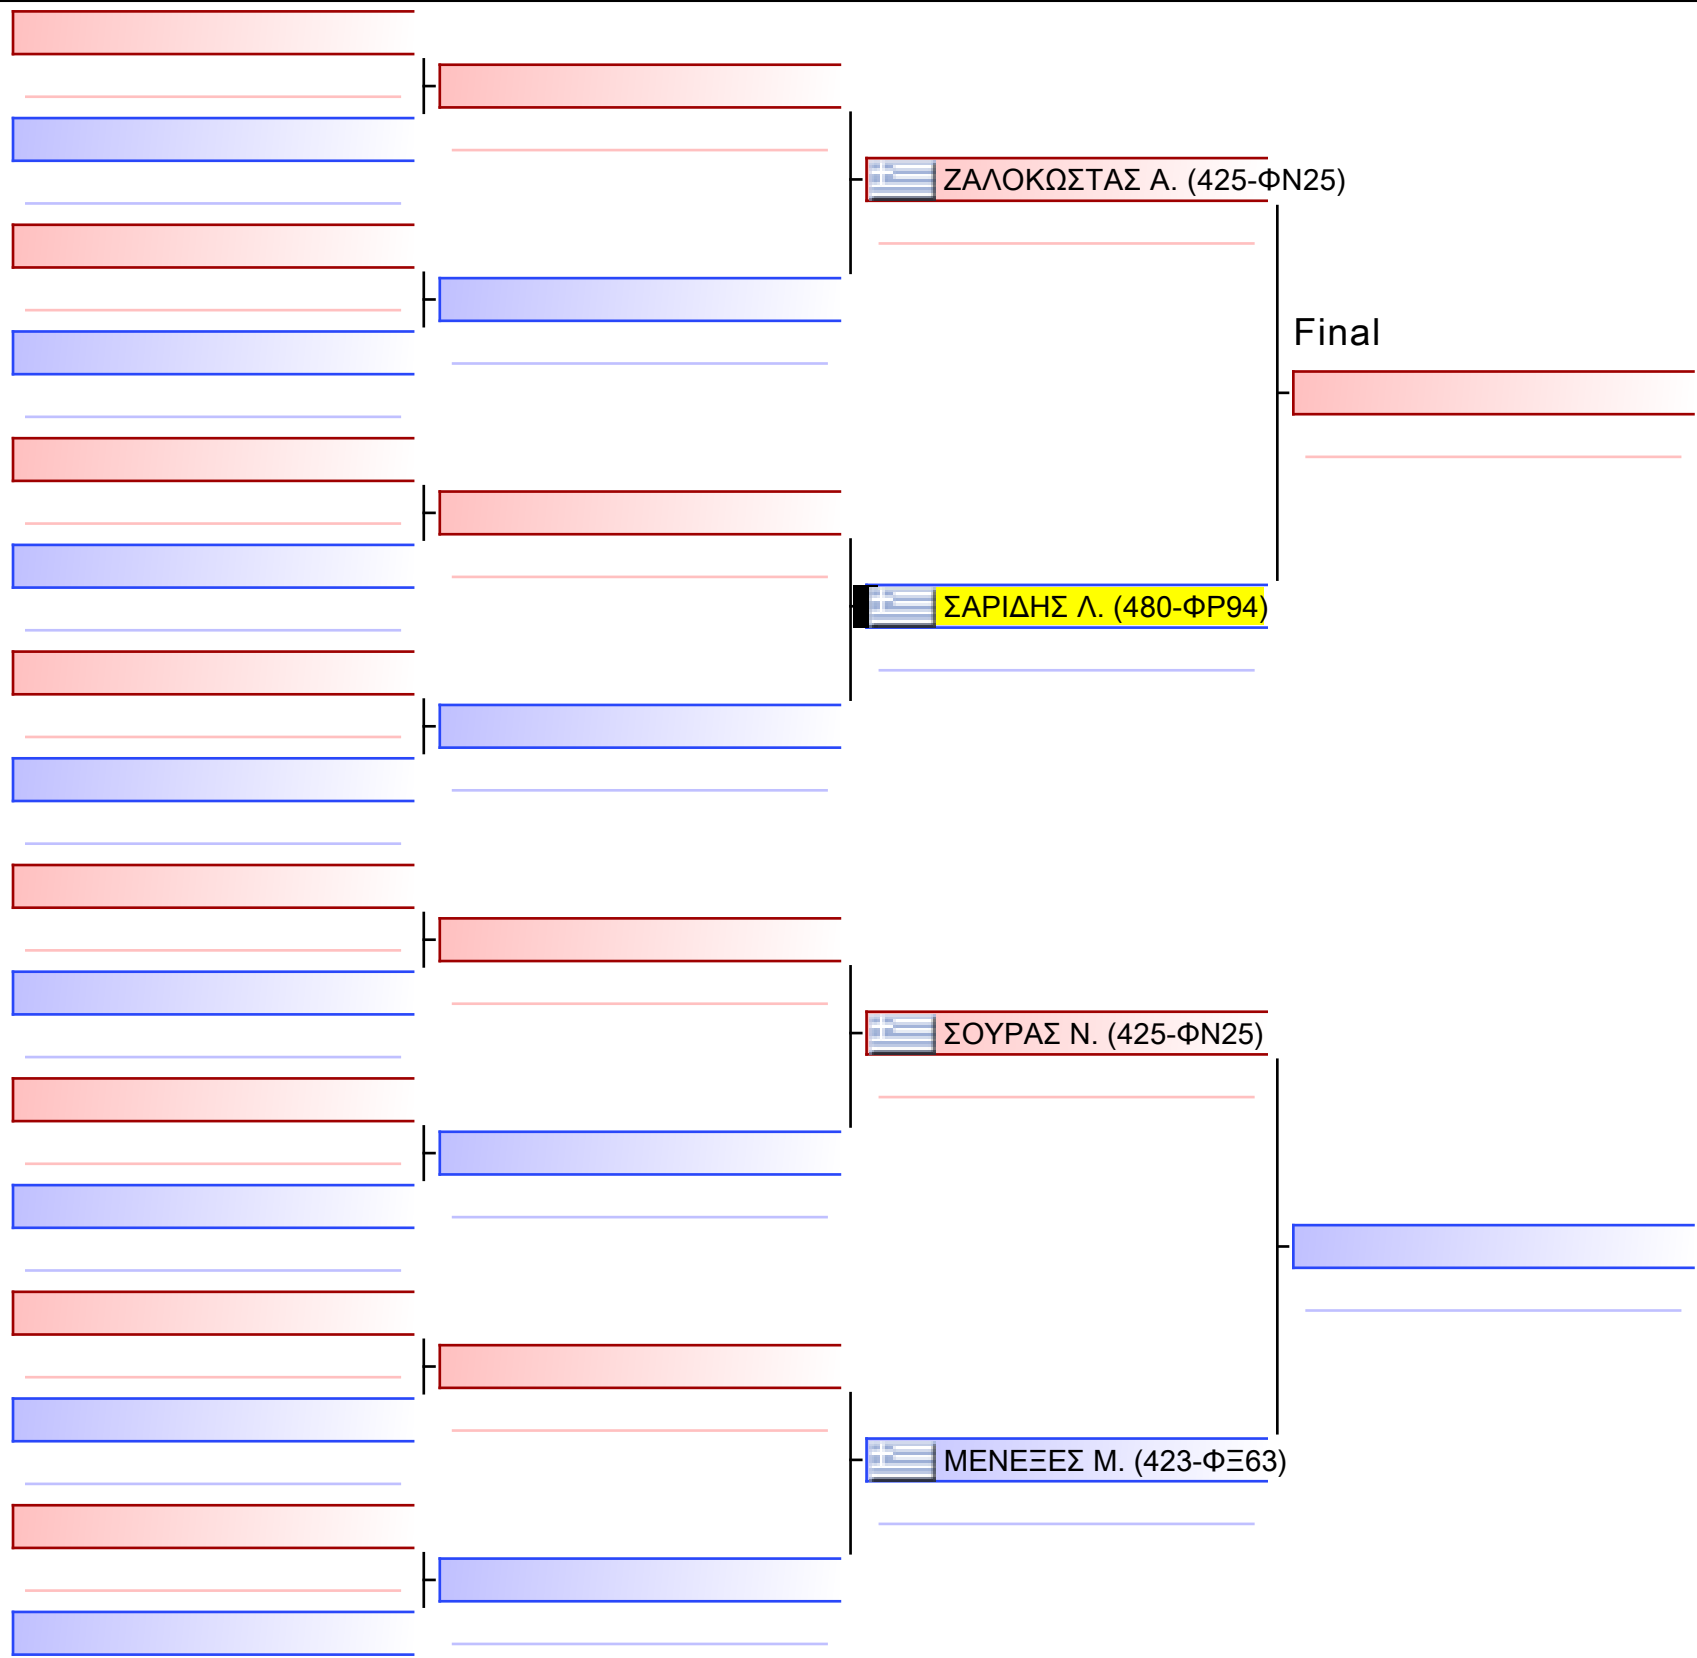 ΖΑΛΟΚΩΣΤΑΣ Α. (425-ΦΝ25)
Final
ΣΑΡΙΔΗΣ Λ. (480-ΦΡ94)
ΣΟΥΡΑΣ Ν. (425-ΦΝ25)
ΜΕΝΕΞΕΣ Μ. (423-ΦΞ63)